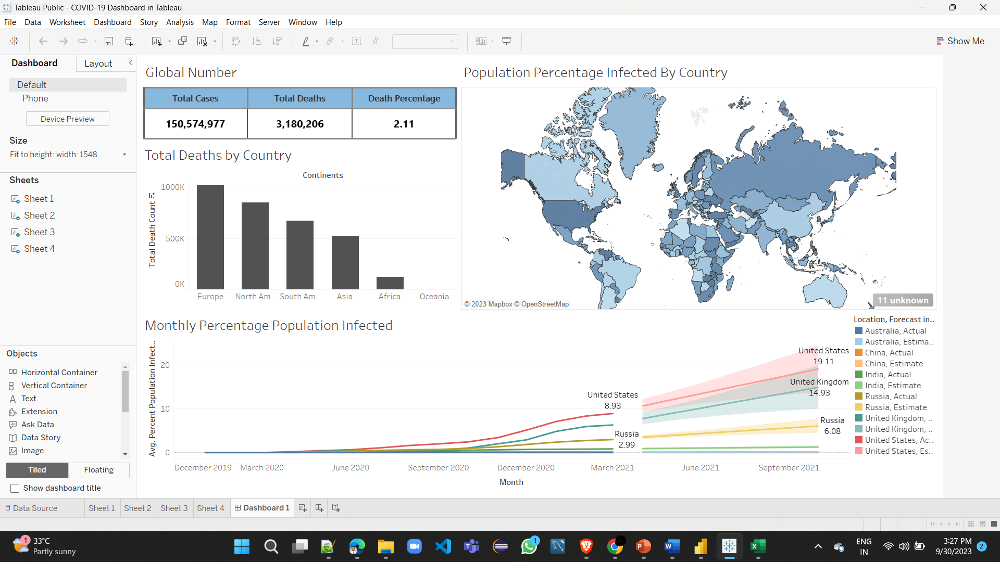 Tableau Public - COVID-19 Dashboard in Tableau
File Data Worksheet Dashboard Story Analysis Map Format Server Window Help
Show Me
Dashboard Layout
Default
Phone
Device Preview
Size
Fit to height: width: 1548
Sheets
Sheet 1
Sheet 2
Sheet 3
Sheet 4
Objects
Horizontal Container
Vertical Container
Text
Extension
Ask Data
Data Story
Image
Tiled Floating
Show dashboard title
Global Number
Total Cases Total Deaths Death Percentage
150,574,977 3,180,206 2.11
Total Deaths by Country
Continents
Total Death Count
1000K
500K
0K
Europe North Am.. South Am.. Asia Africa Oceania
Population Percentage Infected By Country
© 2023 Mapbox © OpenStreetMap
11 unknown
Monthly Percentage Population Infected
Avg. Percent Population Infect..
20
10
0
United States
8.93
Russia
2.99
United States
19.11
United Kingdom
14.93
Russia
6.08
December 2019 March 2020 June 2020 September 2020 December 2020 March 2021 June 2021 September 2021
Month
Location, Forecast in..
Australia, Actual
Australia, Estima..
China, Actual
China, Estimate
India, Actual
India, Estimate
Russia, Actual
Russia, Estimate
United Kingdom, ..
United Kingdom, ..
United States, Ac..
United States, Es..
Data Source Sheet 1 Sheet 2 Sheet 3 Sheet 4 Dashboard 1
1
33°C
Partly sunny
1
ENG
IN
3:27 PM
9/30/2023
2